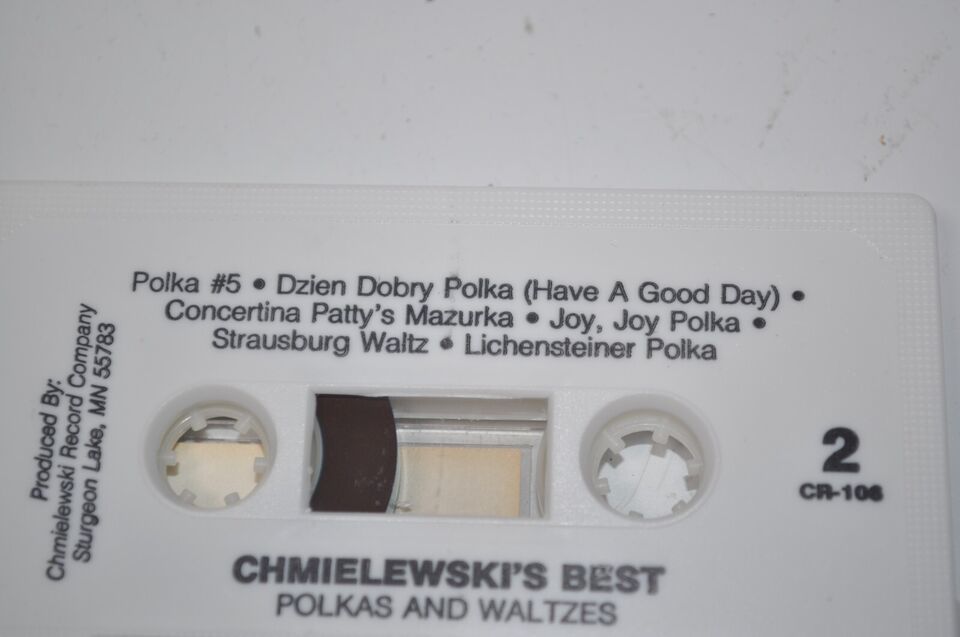 Polka #5 • Dzien Dobry Polka (Have A Good Day) •
Concertina Patty's Mazurka • Joy, Joy Polka •
Strausburg Waltz • Lichensteiner Polka
Produced By:
Chmielewski Record Company
Sturgeon Lake, MN 55783
2
CR-106
CHMIELEWSKI'S BEST
POLKAS AND WALTZES